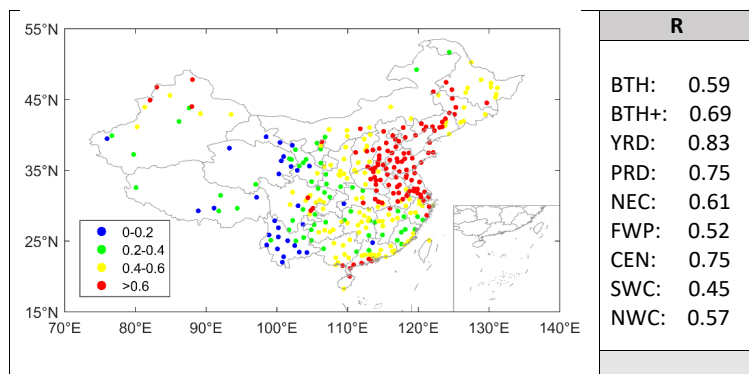 55°N
45°N
35°N
25°N
15°N
0-0.2
0.2-0.4
0.4-0.6
>0.6
70°E 80°E 90°E 100°E 110°E 120°E 130°E 140°E
R
BTH: 0.59
BTH+: 0.69
YRD: 0.83
PRD: 0.75
NEC: 0.61
FWP: 0.52
CEN: 0.75
SWC: 0.45
NWC: 0.57